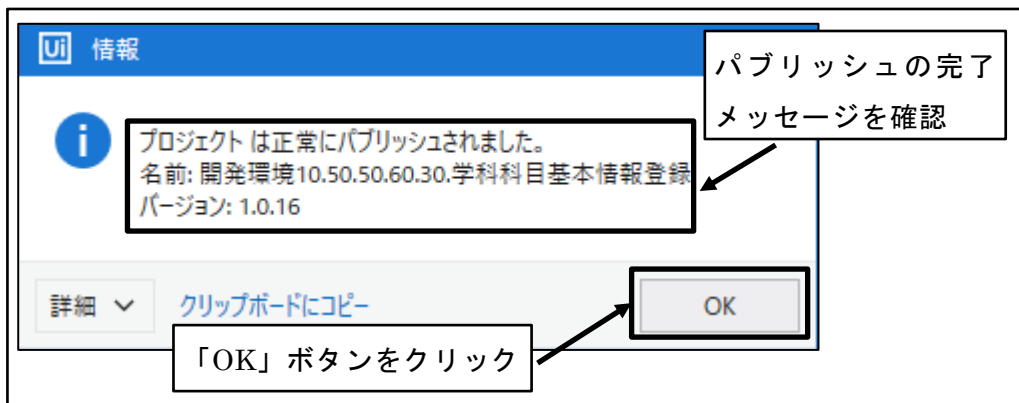 Ui 情報
パブリッシュの完了
メッセージを確認
プロジェクト は正常にパブリッシュされました。
名前: 開発環境10.50.50.60.30.学科科目基本情報登録
バージョン: 1.0.16
詳細 クリップボードにコピー OK
「OK」ボタンをクリック